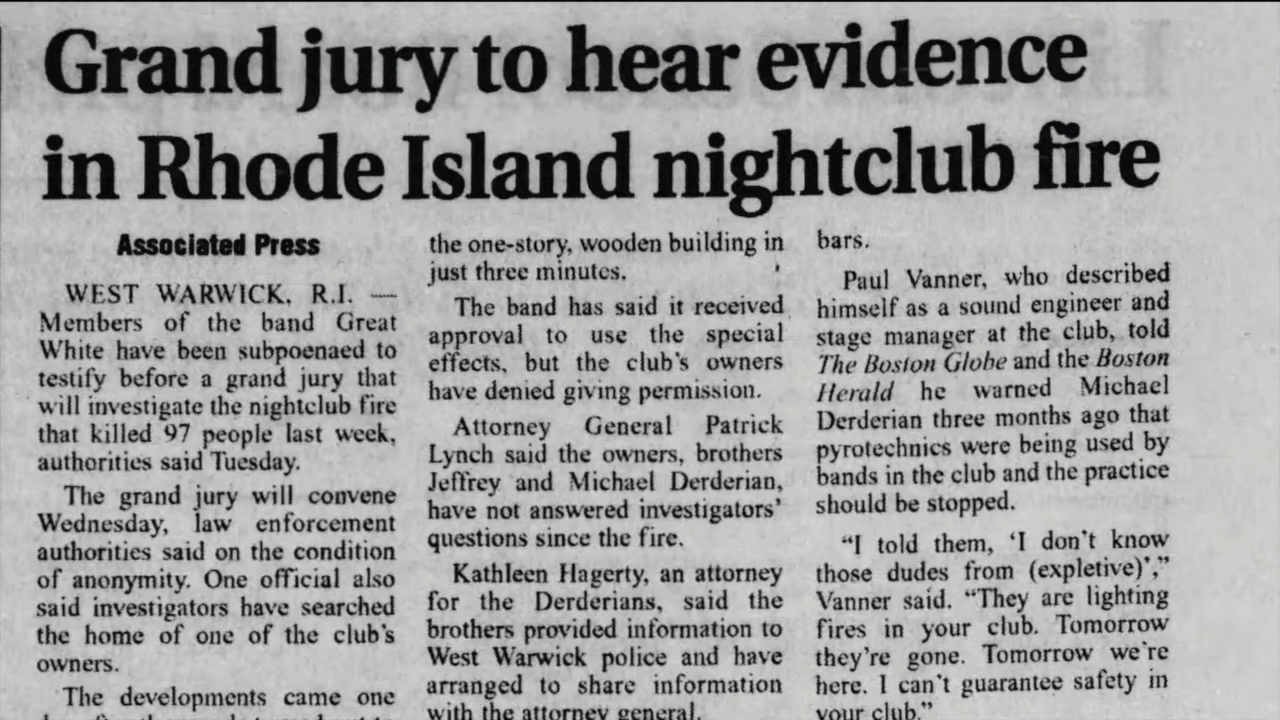 Grand jury to hear evidence
in Rhode Island nightclub fire
Associated Press
WEST WARWICK, R.I. —
Members of the band Great
White have been subpoenaed to
testify before a grand jury that
will investigate the nightclub fire
that killed 97 people last week,
authorities said Tuesday.
The grand jury will convene
Wednesday, law enforcement
authorities said on the condition
of anonymity. One official also
said investigators have searched
the home of one of the club's
owners.
The developments came one
the one-story, wooden building in
just three minutes.
The band has said it received
approval to use the special
effects, but the club's owners
have denied giving permission.
Attorney General Patrick
Lynch said the owners, brothers
Jeffrey and Michael Derderian,
have not answered investigators'
questions since the fire.
Kathleen Hagerty, an attorney
for the Derderians, said the
brothers provided information to
West Warwick police and have
arranged to share information
with the attorney general.
bars.
Paul Vanner, who described
himself as a sound engineer and
stage manager at the club, told
The Boston Globe and the Boston
Herald he warned Michael
Derderian three months ago that
pyrotechnics were being used by
bands in the club and the practice
should be stopped.
“I told them, ‘I don't know
those dudes from (expletive)’,”
Vanner said. “They are lighting
fires in your club. Tomorrow
they're gone. Tomorrow we're
here. I can't guarantee safety in
your club.”